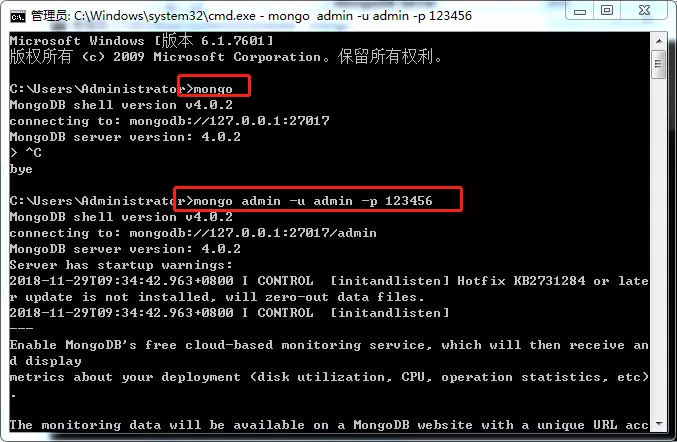 管理员: C:\Windows\system32\cmd.exe - mongo  admin -u admin -p 123456
Microsoft Windows [版本 6.1.7601]
版权所有 (c) 2009 Microsoft Corporation。保留所有权利。
C:\Users\Administrator>mongo
MongoDB shell version v4.0.2
connecting to: mongodb://127.0.0.1:27017
MongoDB server version: 4.0.2
> ^C
bye
C:\Users\Administrator>mongo admin -u admin -p 123456
MongoDB shell version v4.0.2
connecting to: mongodb://127.0.0.1:27017/admin
MongoDB server version: 4.0.2
Server has startup warnings:
2018-11-29T09:34:42.963+0800 I CONTROL  [initandlisten] Hotfix KB2731284 or late
r update is not installed, will zero-out data files.
2018-11-29T09:34:42.963+0800 I CONTROL  [initandlisten]
---
Enable MongoDB's free cloud-based monitoring service, which will then receive an
d display
metrics about your deployment (disk utilization, CPU, operation statistics, etc)
.
The monitoring data will be available on a MongoDB website with a unique URL acc